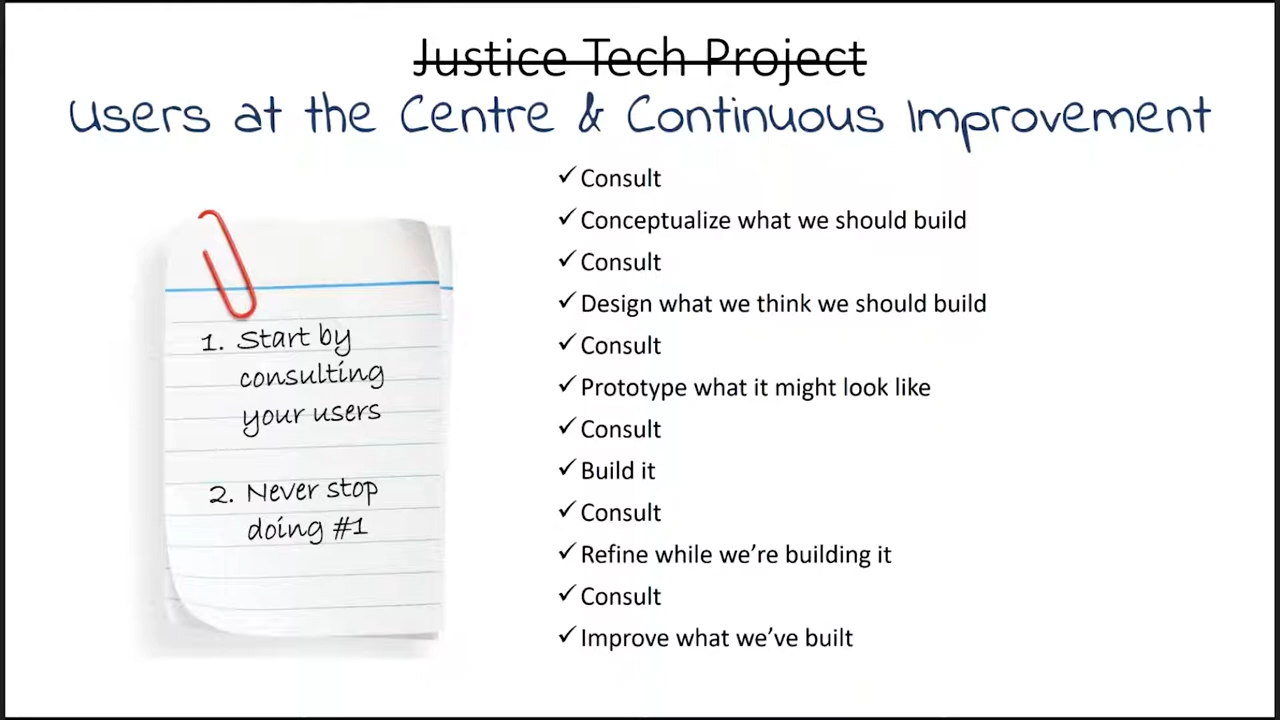 Justice Tech Project
Users at the Centre & Continuous Improvement
1. Start by
consulting
your users
2. Never stop
doing #1
✓ Consult
✓ Conceptualize what we should build
✓ Consult
✓ Design what we think we should build
✓ Consult
✓ Prototype what it might look like
✓ Consult
✓ Build it
✓ Consult
✓ Refine while we’re building it
✓ Consult
✓ Improve what we’ve built